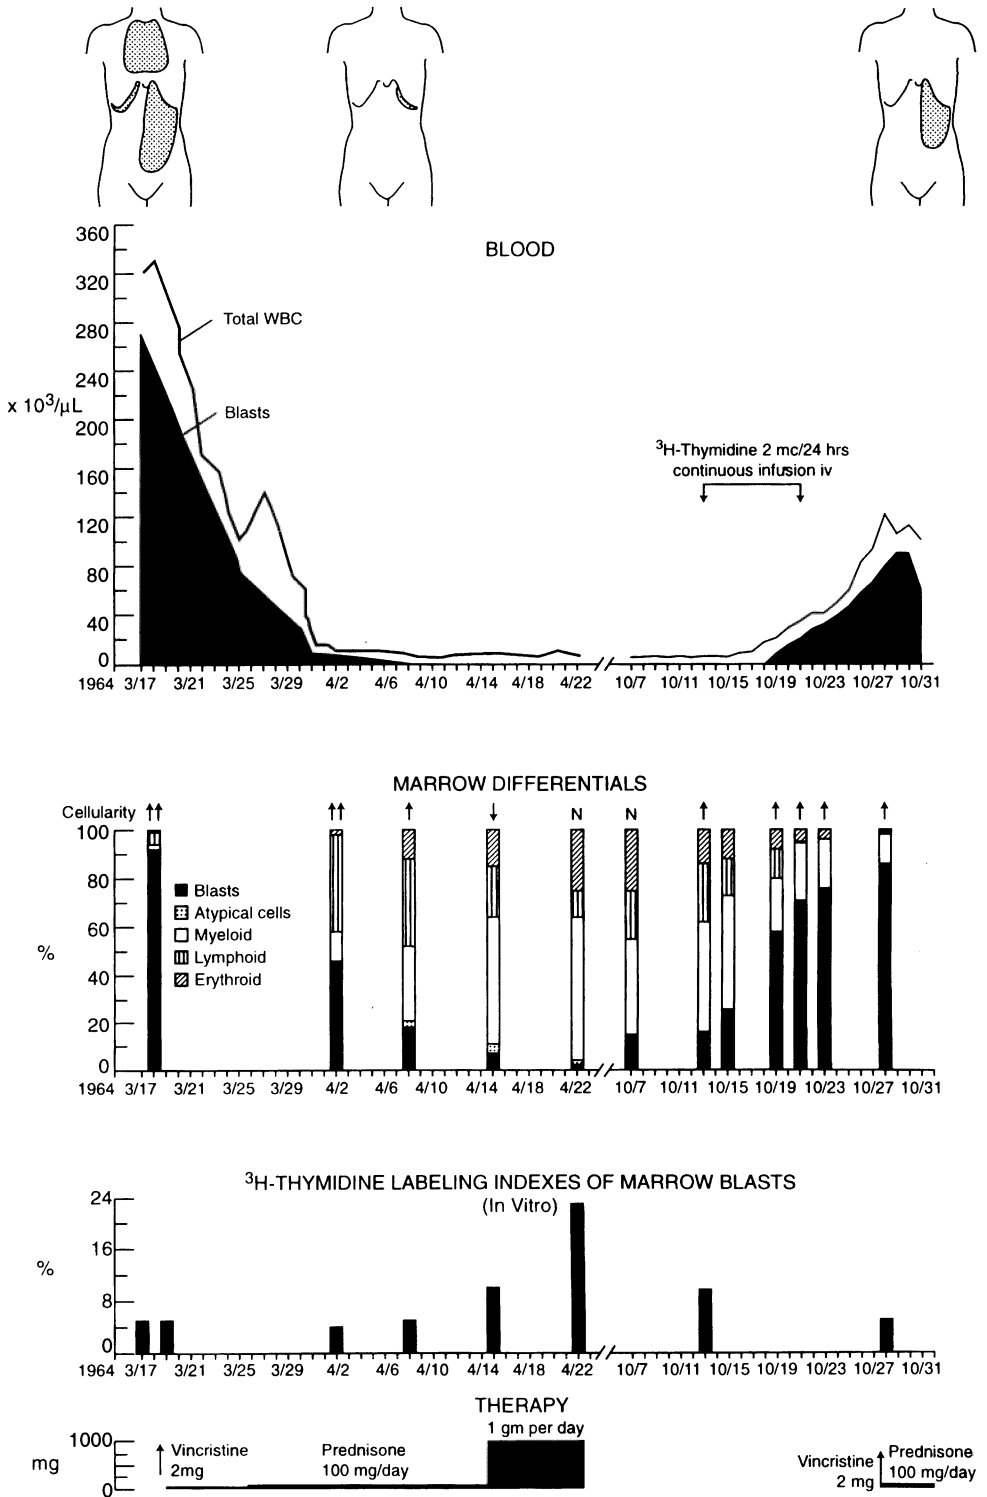 BLOOD
360
320
280
240
x 10³/µL
200
160
120
80
40
0
Total WBC
Blasts
³H-Thymidine 2 mc/24 hrs
continuous infusion iv
1964 3/17 3/21 3/25 3/29 4/2 4/6 4/10 4/14 4/18 4/22 10/7 10/11 10/15 10/19 10/23 10/27 10/31
MARROW DIFFERENTIALS
Cellularity ↑↑ ↑↑ ↑ ↓ N N ↑ ↑ ↑ ↑ ↑
100
80
60
%
40
20
0
Blasts
Atypical cells
Myeloid
Lymphoid
Erythroid
1964 3/17 3/21 3/25 3/29 4/2 4/6 4/10 4/14 4/18 4/22 10/7 10/11 10/15 10/19 10/23 10/27 10/31
³H-THYMIDINE LABELING INDEXES OF MARROW BLASTS
(In Vitro)
24
16
%
8
0
1964 3/17 3/21 3/25 3/29 4/2 4/6 4/10 4/14 4/18 4/22 10/7 10/11 10/15 10/19 10/23 10/27 10/31
THERAPY
1 gm per day
1000
mg
0
Vincristine
2mg
Prednisone
100 mg/day
Vincristine
2 mg
Prednisone
100 mg/day